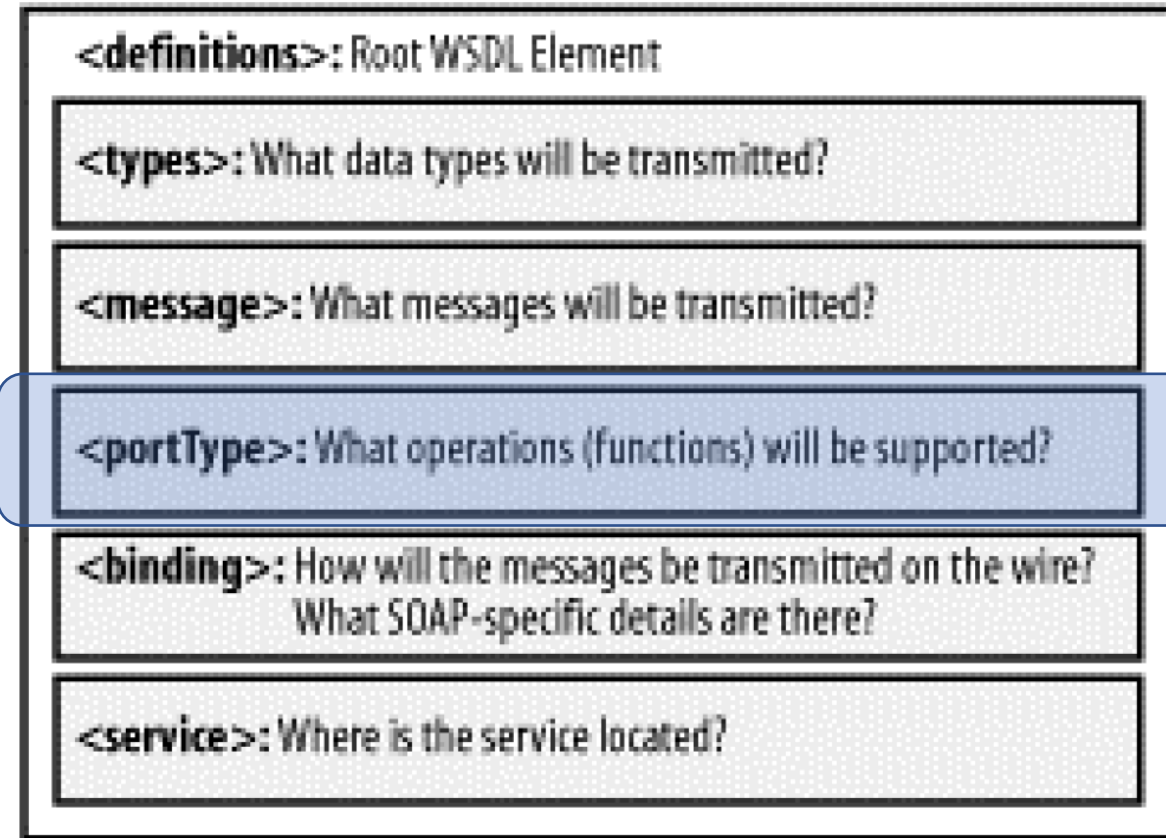 <definitions>: Root WSDL Element
<types>: What data types will be transmitted?
<message>: What messages will be transmitted?
<portType>: What operations (functions) will be supported?
<binding>: How will the messages be transmitted on the wire?
What SOAP-specific details are there?
<service>: Where is the service located?